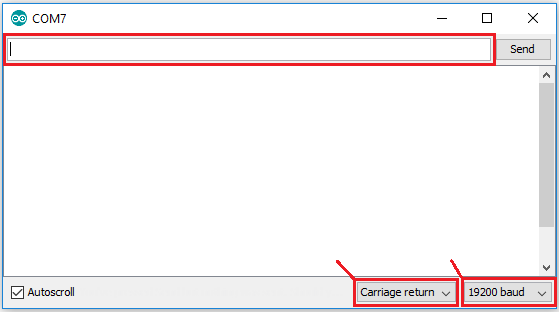 COM7
Send
Autoscroll
Carriage return
19200 baud